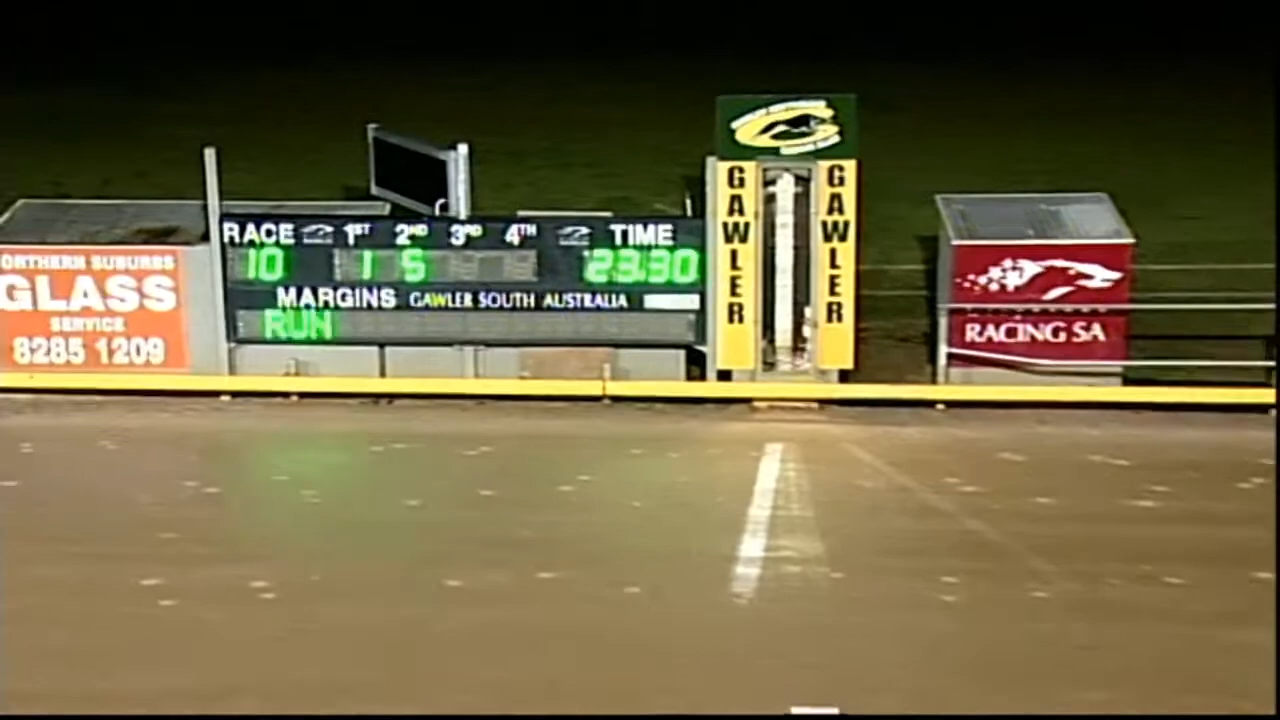 ORTHERN SUBURBS
GLASS
SERVICE
8285 1209
RACE 1ST 2ND 3RD 4TH TIME
10 1 5 23.30
MARGINS GAWLER SOUTH AUSTRALIA
RUN
GAWLER
GAWLER
RACING SA